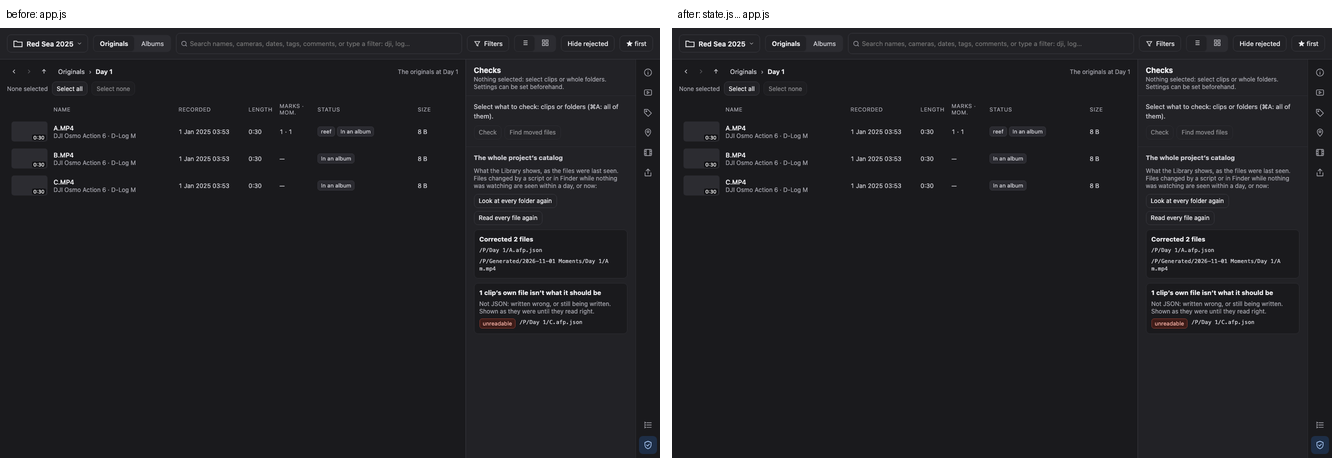 before: app.js
Red Sea 2025
Originals
Albums
Search names, cameras, dates, tags, comments, or type a filter: dji, log...
Filters
Hide rejected
★ first
Originals › Day 1
The originals at Day 1
None selected
Select all
Select none
NAME RECORDED LENGTH MARKS · MOM. STATUS SIZE
0:30 A.MP4 1 Jan 2025 03:53 0:30 1 · 1 reef In an album 8 B
DJI Osmo Action 6 · D-Log M
0:30 B.MP4 1 Jan 2025 03:53 0:30 — In an album 8 B
DJI Osmo Action 6 · D-Log M
0:30 C.MP4 1 Jan 2025 03:53 0:30 — In an album 8 B
DJI Osmo Action 6 · D-Log M
Checks
Nothing selected: select clips or whole folders.
Settings can be set beforehand.
Select what to check: clips or folders (⌘A: all of
them).
Check
Find moved files
The whole project's catalog
What the Library shows, as the files were last seen.
Files changed by a script or in Finder while nothing
was watching are seen within a day, or now:
Look at every folder again
Read every file again
Corrected 2 files
/P/Day 1/A.afp.json
/P/Generated/2026-11-01 Moments/Day 1/A
m.mp4
1 clip's own file isn't what it should be
Not JSON: written wrong, or still being written.
Shown as they were until they read right.
unreadable /P/Day 1/C.afp.json
after: state.js... app.js
Red Sea 2025
Originals
Albums
Search names, cameras, dates, tags, comments, or type a filter: dji, log...
Filters
Hide rejected
★ first
Originals › Day 1
The originals at Day 1
None selected
Select all
Select none
NAME RECORDED LENGTH MARKS · MOM. STATUS SIZE
0:30 A.MP4 1 Jan 2025 03:53 0:30 1 · 1 reef In an album 8 B
DJI Osmo Action 6 · D-Log M
0:30 B.MP4 1 Jan 2025 03:53 0:30 — In an album 8 B
DJI Osmo Action 6 · D-Log M
0:30 C.MP4 1 Jan 2025 03:53 0:30 — In an album 8 B
DJI Osmo Action 6 · D-Log M
Checks
Nothing selected: select clips or whole folders.
Settings can be set beforehand.
Select what to check: clips or folders (⌘A: all of
them).
Check
Find moved files
The whole project's catalog
What the Library shows, as the files were last seen.
Files changed by a script or in Finder while nothing
was watching are seen within a day, or now:
Look at every folder again
Read every file again
Corrected 2 files
/P/Day 1/A.afp.json
/P/Generated/2026-11-01 Moments/Day 1/A
m.mp4
1 clip's own file isn't what it should be
Not JSON: written wrong, or still being written.
Shown as they were until they read right.
unreadable /P/Day 1/C.afp.json